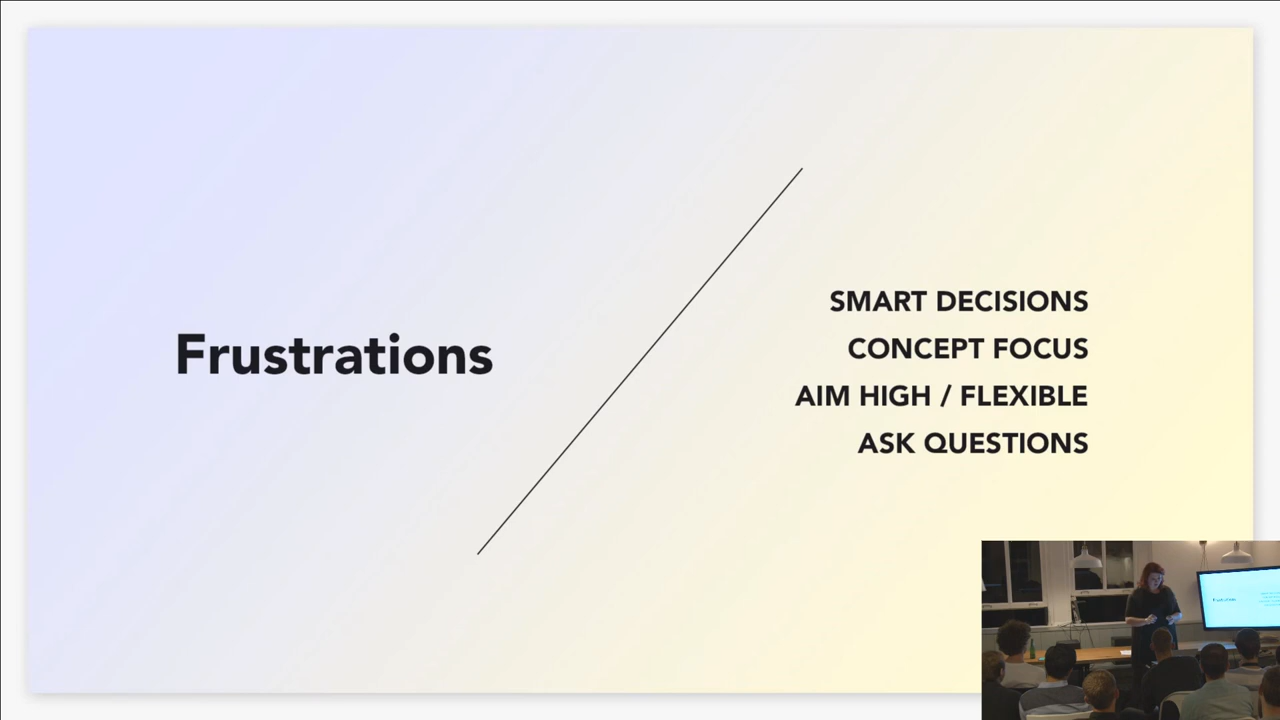 Frustrations
SMART DECISIONS
CONCEPT FOCUS
AIM HIGH / FLEXIBLE
ASK QUESTIONS